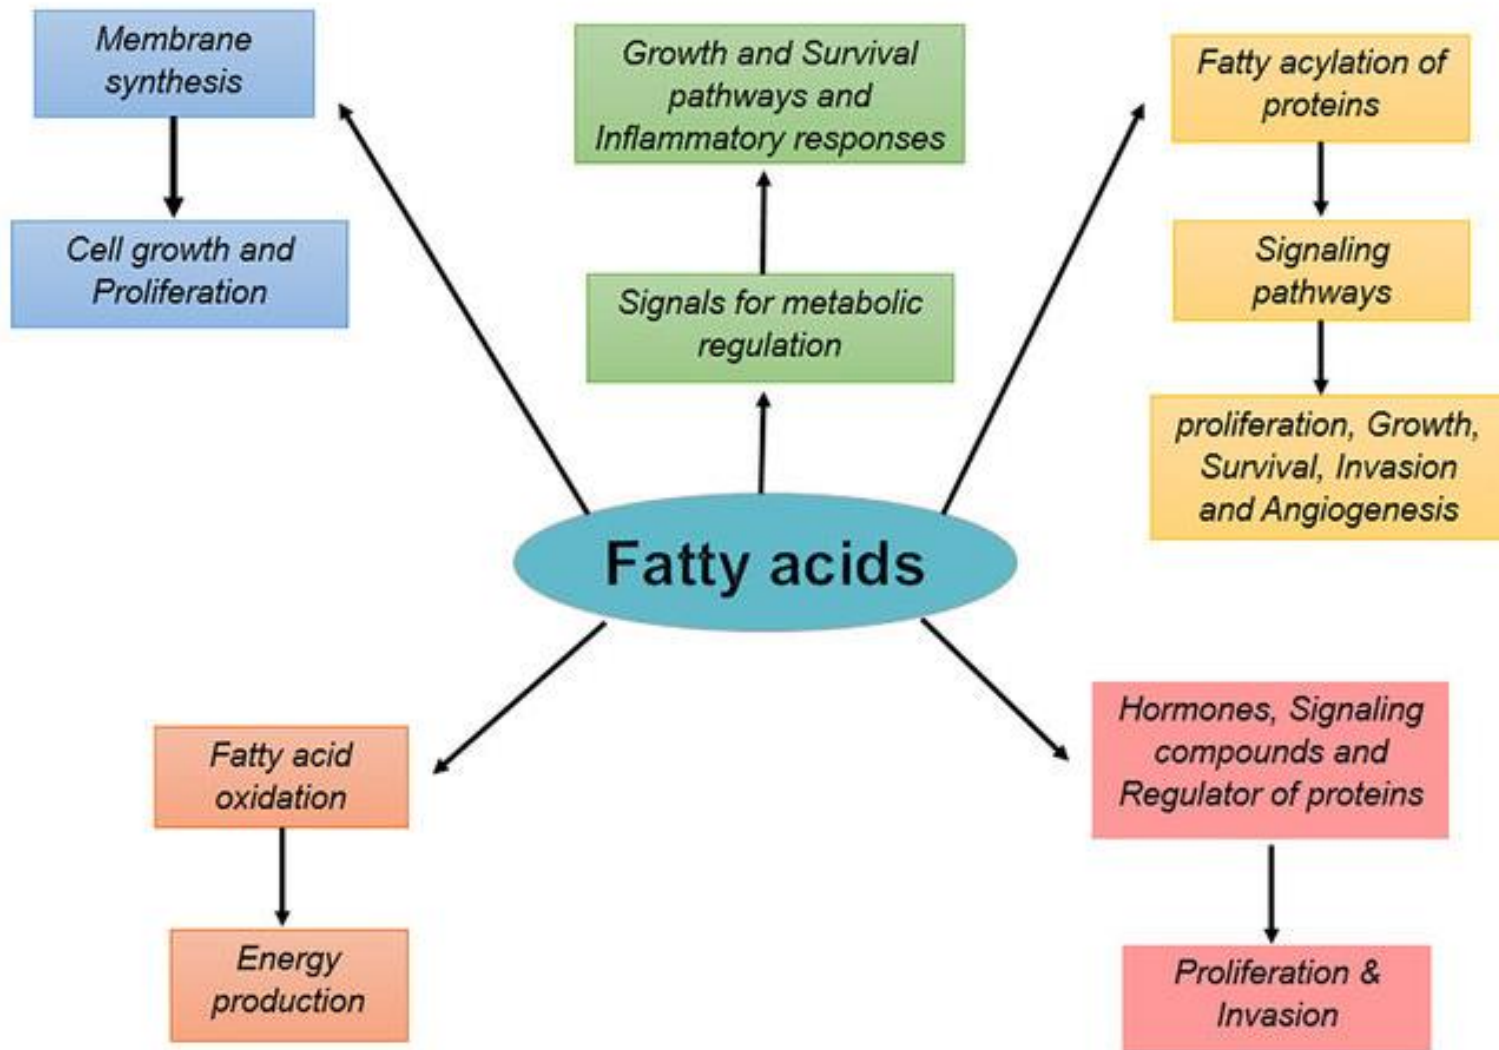 Membrane
synthesis
Cell growth and
Proliferation
Growth and Survival
pathways and
Inflammatory responses
Signals for metabolic
regulation
Fatty acylation of
proteins
Signaling
pathways
proliferation, Growth,
Survival, Invasion
and Angiogenesis
Fatty acids
Fatty acid
oxidation
Energy
production
Hormones, Signaling
compounds and
Regulator of proteins
Proliferation &
Invasion